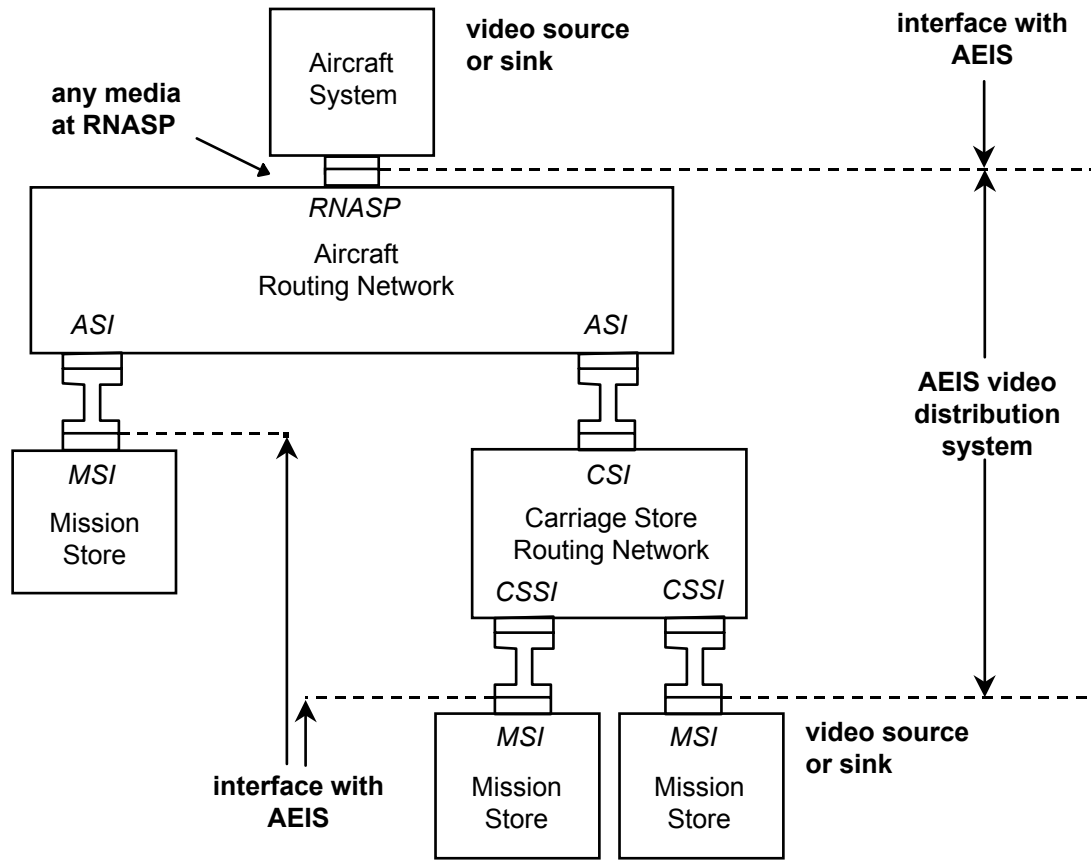 video source
or sink
interface with
AEIS
Aircraft
System
any media
at RNASP
RNASP
Aircraft
Routing Network
ASI
ASI
AEIS video
distribution
system
MSI
Mission
Store
CSI
Carriage Store
Routing Network
CSSI
CSSI
MSI
Mission
Store
MSI
Mission
Store
video source
or sink
interface with
AEIS